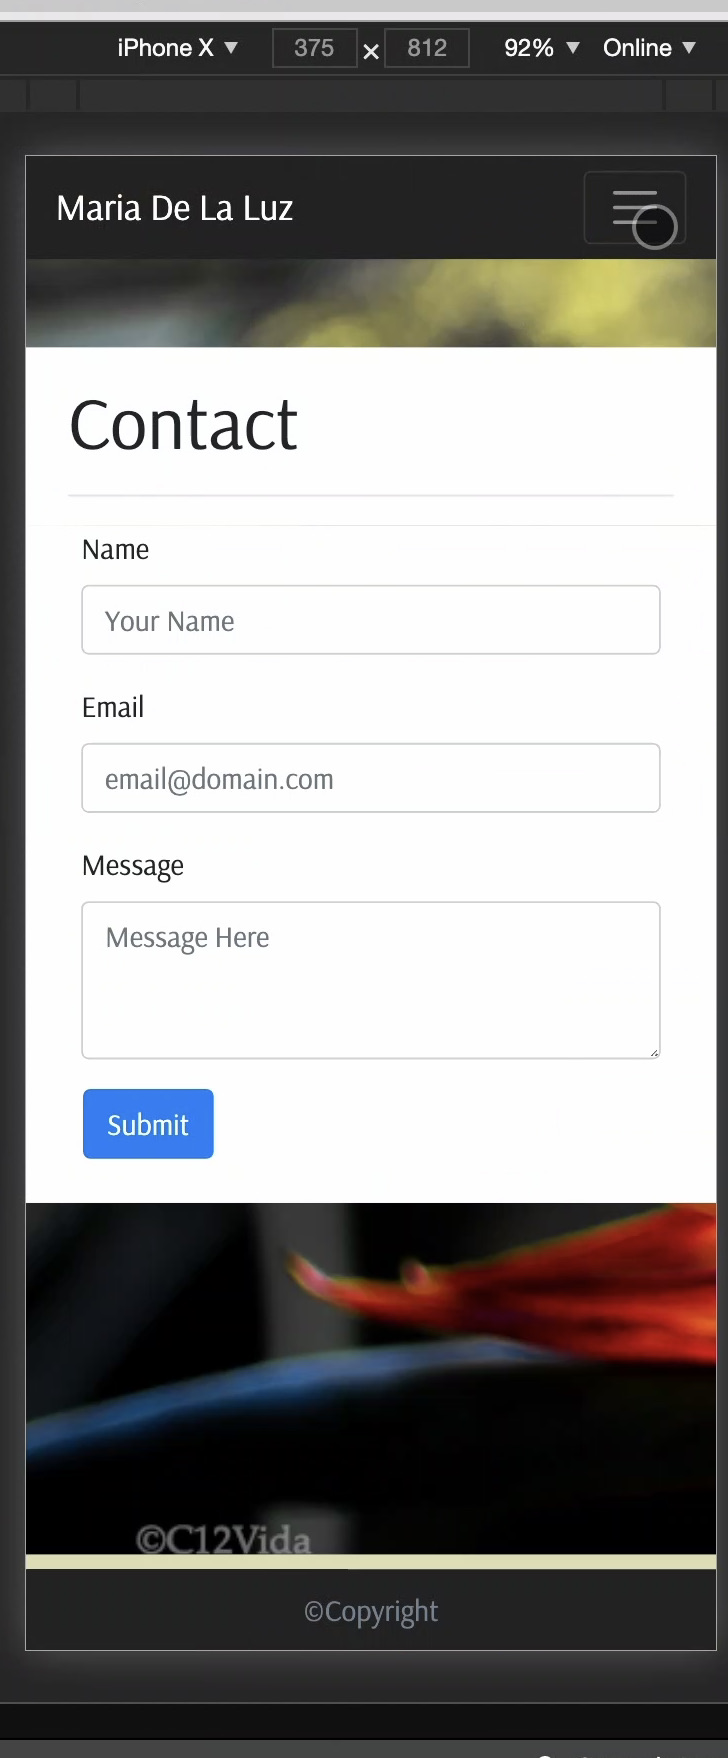 iPhone X ▼ 375 × 812 92% ▼ Online ▼
Maria De La Luz
Contact
Name
Your Name
Email
email@domain.com
Message
Message Here
Submit
©C12Vida
©Copyright